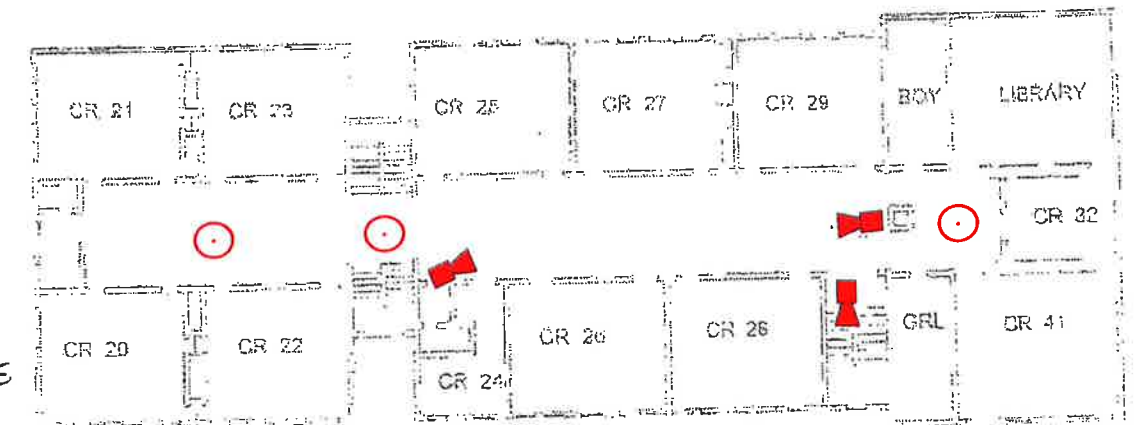 CR 21
CR 23
CR 25
CR 27
CR 29
BOY
LIBRARY
CR 32
CR 20
CR 22
CR 24
CR 26
CR 28
GRL
CR 41